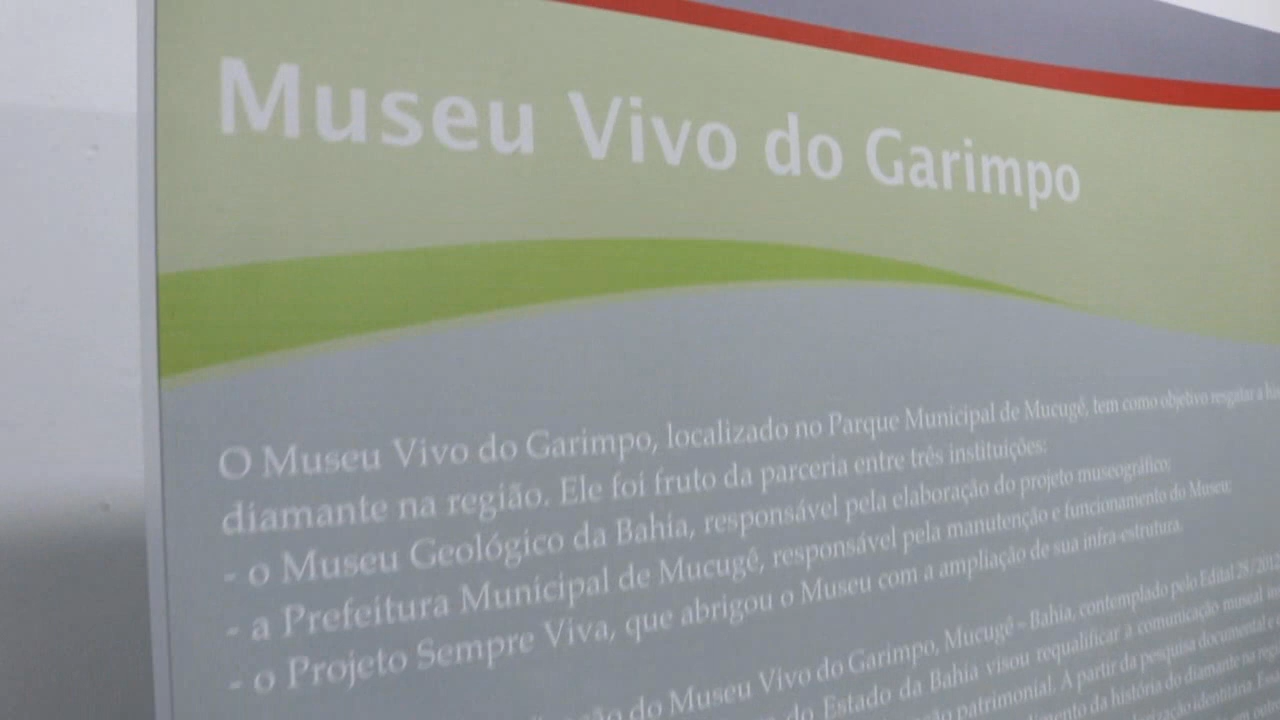 Museu Vivo do Garimpo
O Museu Vivo do Garimpo, localizado no Parque Municipal de Mucugê, tem como objetivo resgatar a
diamante na região. Ele foi fruto da parceria entre três instituições:
- o Museu Geológico da Bahia, responsável pela elaboração do projeto museográfico;
- a Prefeitura Municipal de Mucugê, responsável pela manutenção e funcionamento do Museu;
- o Projeto Sempre Viva, que abrigou o Museu com a ampliação de sua infra-estrutura.
do Museu Vivo do Garimpo, Mucugê – Bahia, contemplado pelo Edital 28/2012
do Estado da Bahia visou requalificar a comunicação museal
patrimonial. A partir da pesquisa documental e
da história do diamante na
identitária.